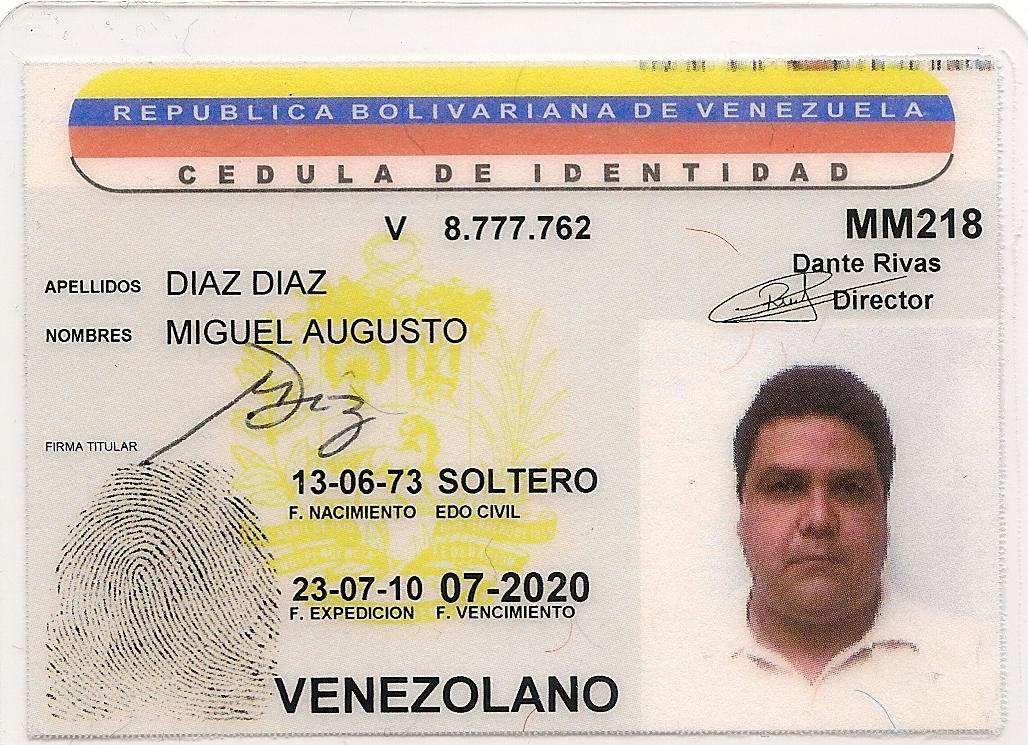 REPUBLICA BOLIVARIANA DE VENEZUELA
CEDULA DE IDENTIDAD
V 8.777.762 MM218
Dante Rivas
Director
APELLIDOS DIAZ DIAZ
NOMBRES MIGUEL AUGUSTO
FIRMA TITULAR
13-06-73 SOLTERO
F. NACIMIENTO EDO CIVIL
23-07-10 07-2020
F. EXPEDICION F. VENCIMIENTO
VENEZOLANO